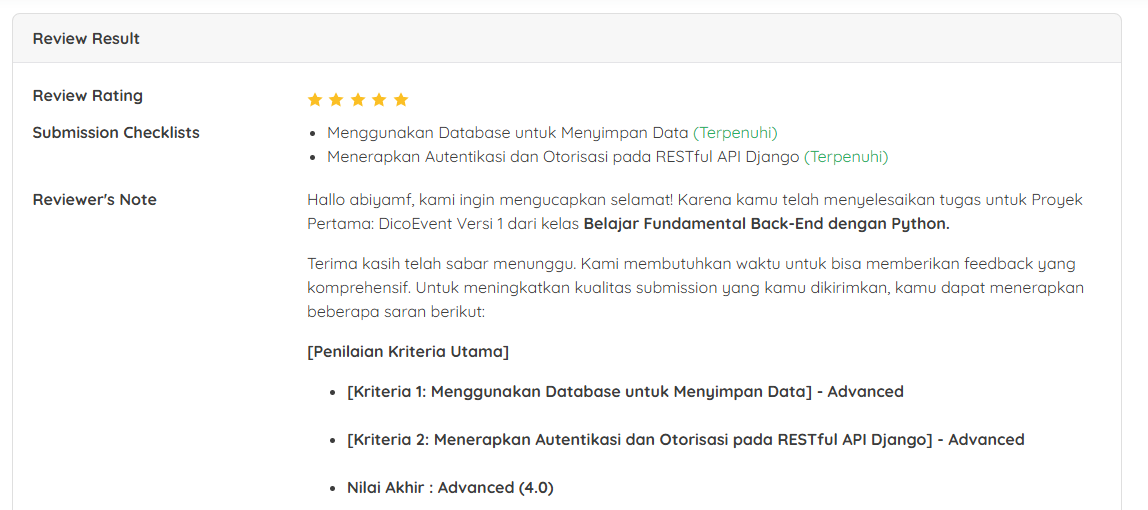 Review Result
Review Rating
Submission Checklists
Menggunakan Database untuk Menyimpan Data (Terpenuhi)
Menerapkan Autentikasi dan Otorisasi pada RESTful API Django (Terpenuhi)
Reviewer's Note
Hallo abiyamf, kami ingin mengucapkan selamat! Karena kamu telah menyelesaikan tugas untuk Proyek
Pertama: DicoEvent Versi 1 dari kelas Belajar Fundamental Back-End dengan Python.
Terima kasih telah sabar menunggu. Kami membutuhkan waktu untuk bisa memberikan feedback yang
komprehensif. Untuk meningkatkan kualitas submission yang kamu dikirimkan, kamu dapat menerapkan
beberapa saran berikut:
[Penilaian Kriteria Utama]
[Kriteria 1: Menggunakan Database untuk Menyimpan Data] - Advanced
[Kriteria 2: Menerapkan Autentikasi dan Otorisasi pada RESTful API Django] - Advanced
Nilai Akhir : Advanced (4.0)